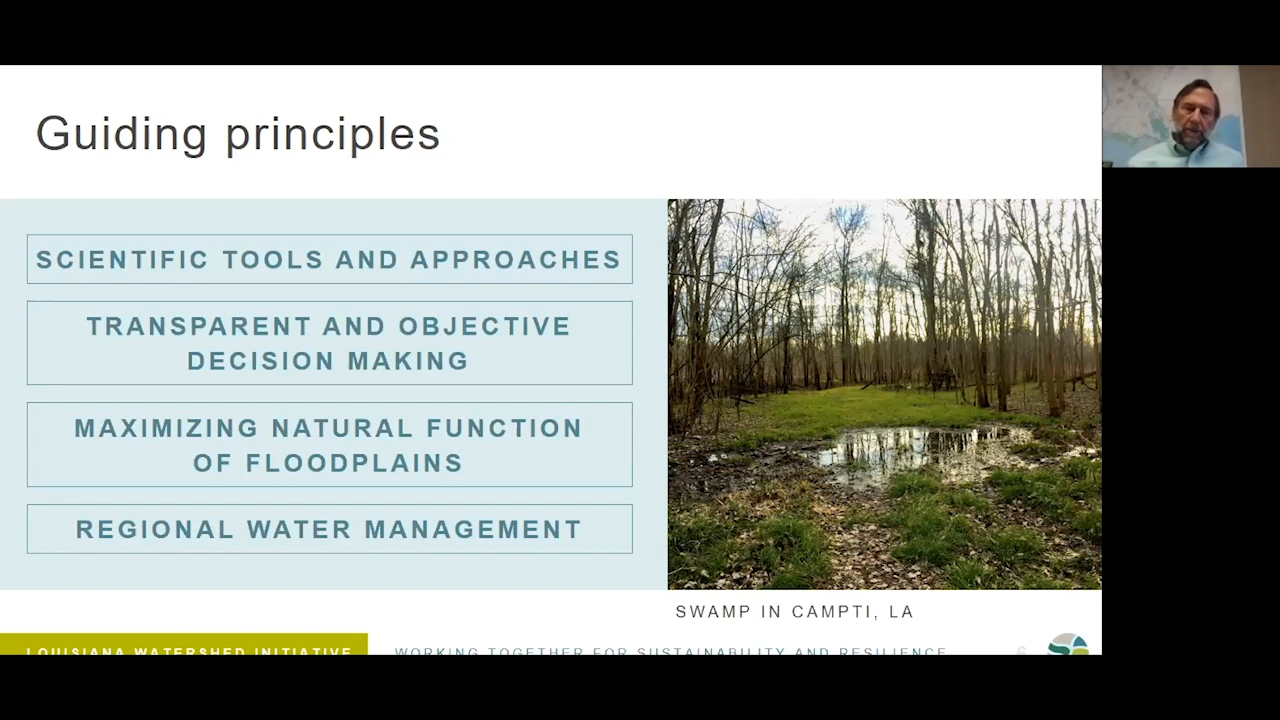 Guiding principles
SCIENTIFIC TOOLS AND APPROACHES
TRANSPARENT AND OBJECTIVE
DECISION MAKING
MAXIMIZING NATURAL FUNCTION
OF FLOODPLAINS
REGIONAL WATER MANAGEMENT
SWAMP IN CAMPTI, LA
LOUISIANA WATERSHED INITIATIVE
WORKING TOGETHER FOR SUSTAINABILITY AND RESILIENCE
6